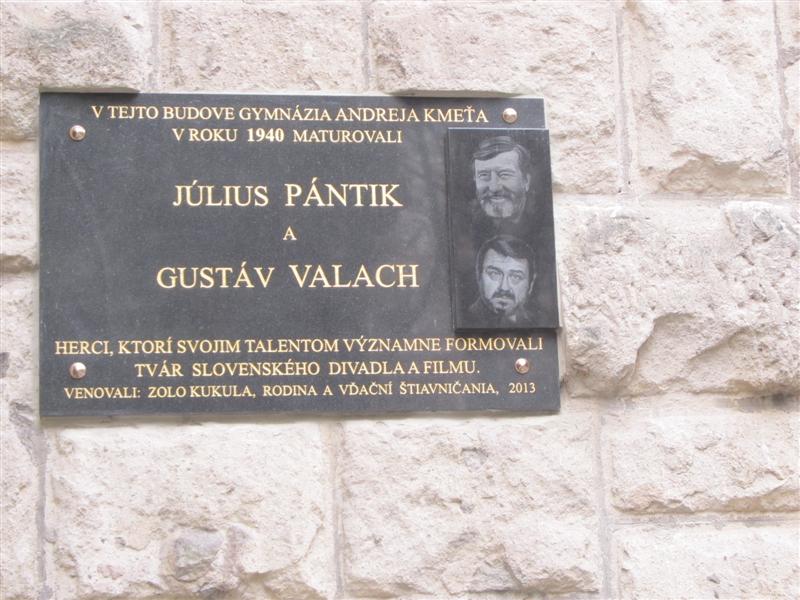 V TEJTO BUDOVE GYMNÁZIA ANDREJA KMEŤA
V ROKU 1940 MATUROVALI
JÚLIUS PÁNTIK
A
GUSTÁV VALACH
HERCI, KTORÍ SVOJIM TALENTOM VÝZNAMNE FORMOVALI
TVÁR SLOVENSKÉHO DIVADLA A FILMU.
VENOVALI: ZOLO KUKULA, RODINA A VĎAČNÍ ŠTIAVNIČANIA, 2013